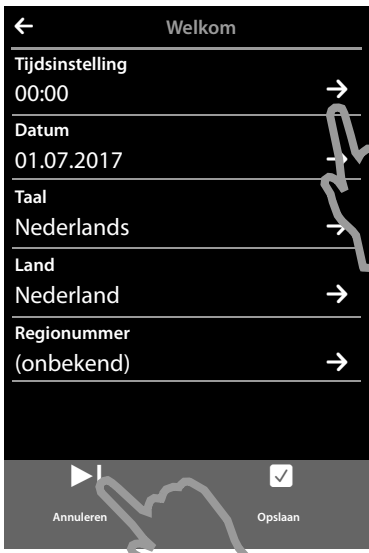 Welkom
Tijdsinstelling
00:00
Datum
01.07.2017
Taal
Nederlands
Land
Nederland
Regionummer
(onbekend)
Annuleren Opslaan